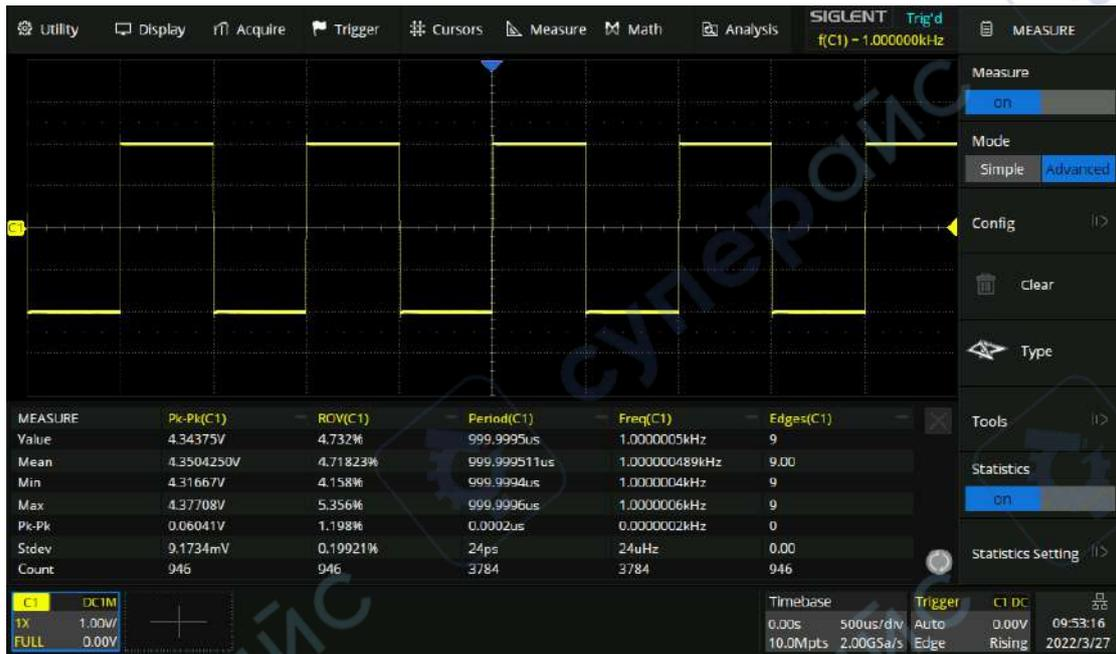 Utility Display Acquire Trigger Cursors Measure Math Analysis
SIGLENT Trig'd
f(C1) = 1.000000kHz
MEASURE
Measure
on
Mode
Simple Advanced
C1
Config
Clear
Type
MEASURE Pk-Pk(C1) ROV(C1) Period(C1) Freq(C1) Edges(C1)
Value 4.34375V 4.732% 999.9995us 1.0000005kHz 9
Mean 4.3504250V 4.71823% 999.999511us 1.000000489kHz 9.00
Min 4.31667V 4.158% 999.9994us 1.0000004kHz 9
Max 4.37708V 5.356% 999.9996us 1.0000006kHz 9
Pk-Pk 0.06041V 1.198% 0.0002us 0.0000002kHz 0
Stdev 9.1734mV 0.19921% 24ps 24uHz 0.00
Count 946 946 3784 3784 946
Tools
Statistics
on
Statistics Setting
C1 DC1M
1X 1.00V/
FULL 0.00V
Timebase
0.00s 500us/div
10.0Mpts 2.00GSa/s
Trigger C1 DC
Auto 0.00V
Edge Rising
09:53:16
2022/3/27
суперайс